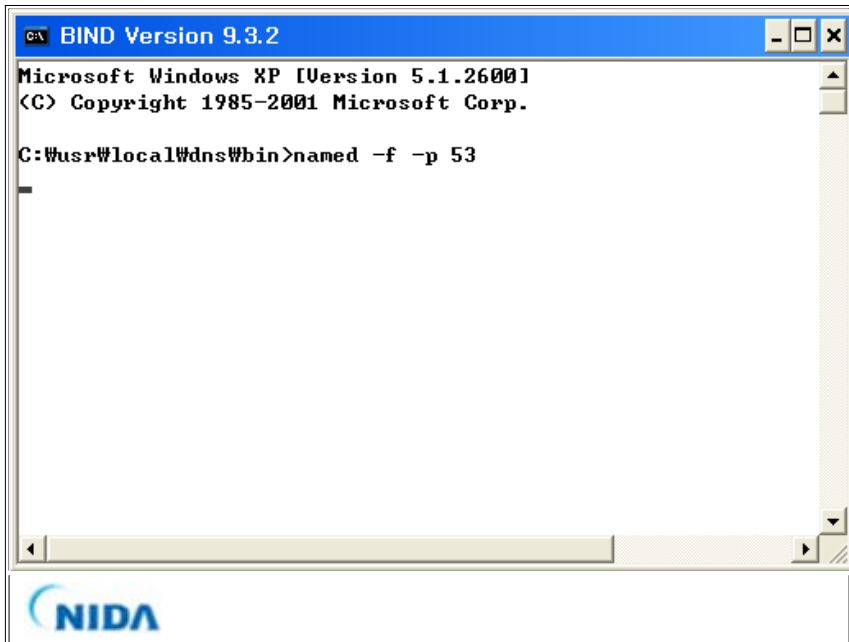 C:\ BIND Version 9.3.2
Microsoft Windows XP [Version 5.1.2600]
(C) Copyright 1985-2001 Microsoft Corp.
C:₩usr₩local₩dns₩bin>named -f -p 53
NIDA